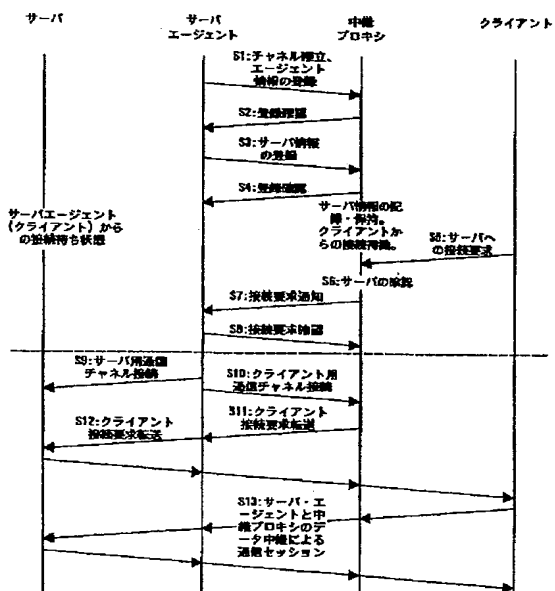 サーバ
サーバ
エージェント
中継
プロキシ
クライアント
S1:チャネル確立、
エージェント
情報の登録
S2:登録確認
S3:サーバ情報
の登録
S4:登録確認
サーバエージェント
(クライアント)から
の接続待ち状態
サーバ情報の記
録・保持。
クライアントか
らの接続待機。
S5:サーバへ
の接続要求
S6:サーバの確認
S7:接続要求通知
S8:接続要求確認
S9:サーバ用通信
チャネル接続
S10:クライアント用
通信チャネル接続
S11:クライアント
接続要求転送
S12:クライアント
接続要求転送
S13:サーバ・エ
ージェントと中
継プロキシのデ
ータ中継による
通信セッション